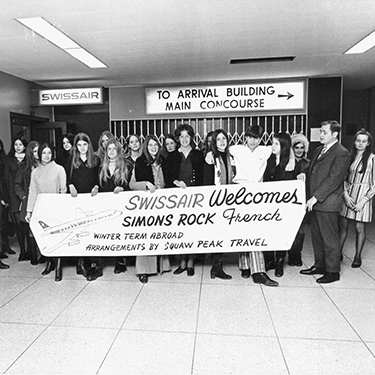 SWISSAIR
TO ARRIVAL BUILDING →
MAIN CONCOURSE
SWISSAIR Welcomes
SIMONS ROCK French
WINTER TERM ABROAD
ARRANGEMENTS BY SQUAW PEAK TRAVEL